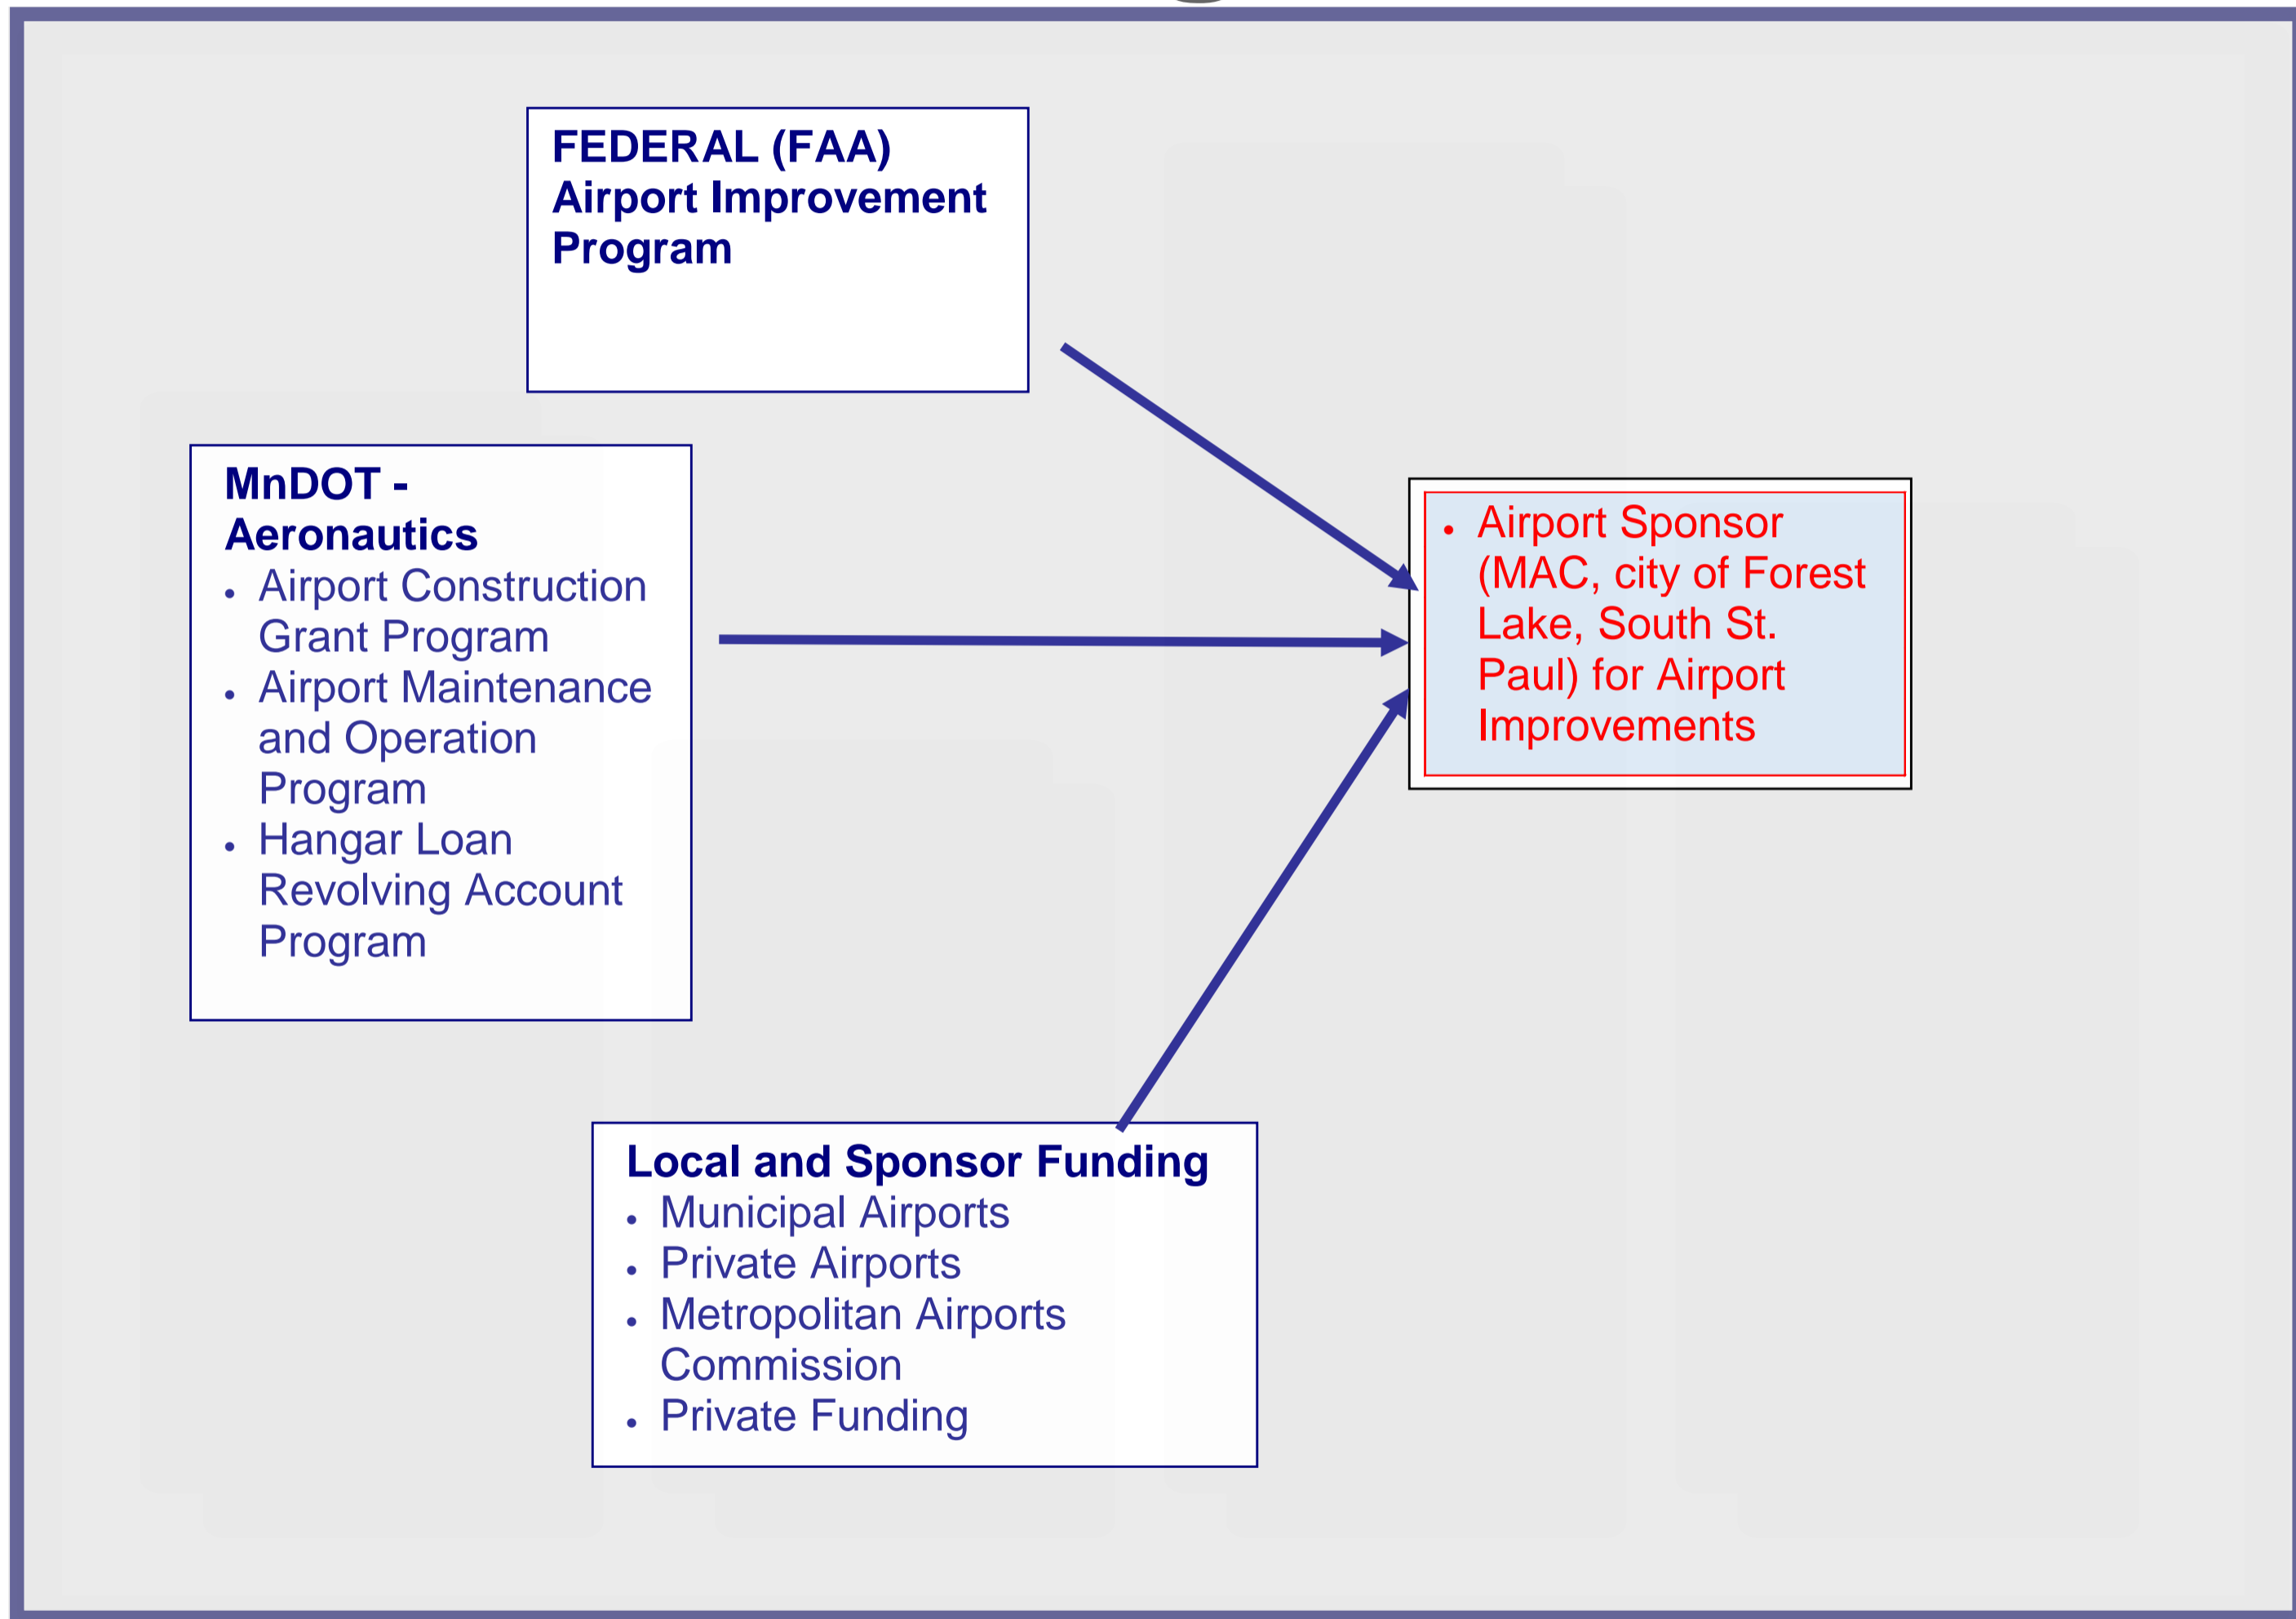 FEDERAL (FAA)
Airport Improvement
Program
MnDOT -
Aeronautics
• Airport Construction
Grant Program
• Airport Maintenance
and Operation
Program
• Hangar Loan
Revolving Account
Program
• Airport Sponsor
(MAC, city of Forest
Lake, South St.
Paul) for Airport
Improvements
Local and Sponsor Funding
• Municipal Airports
• Private Airports
• Metropolitan Airports
Commission
• Private Funding